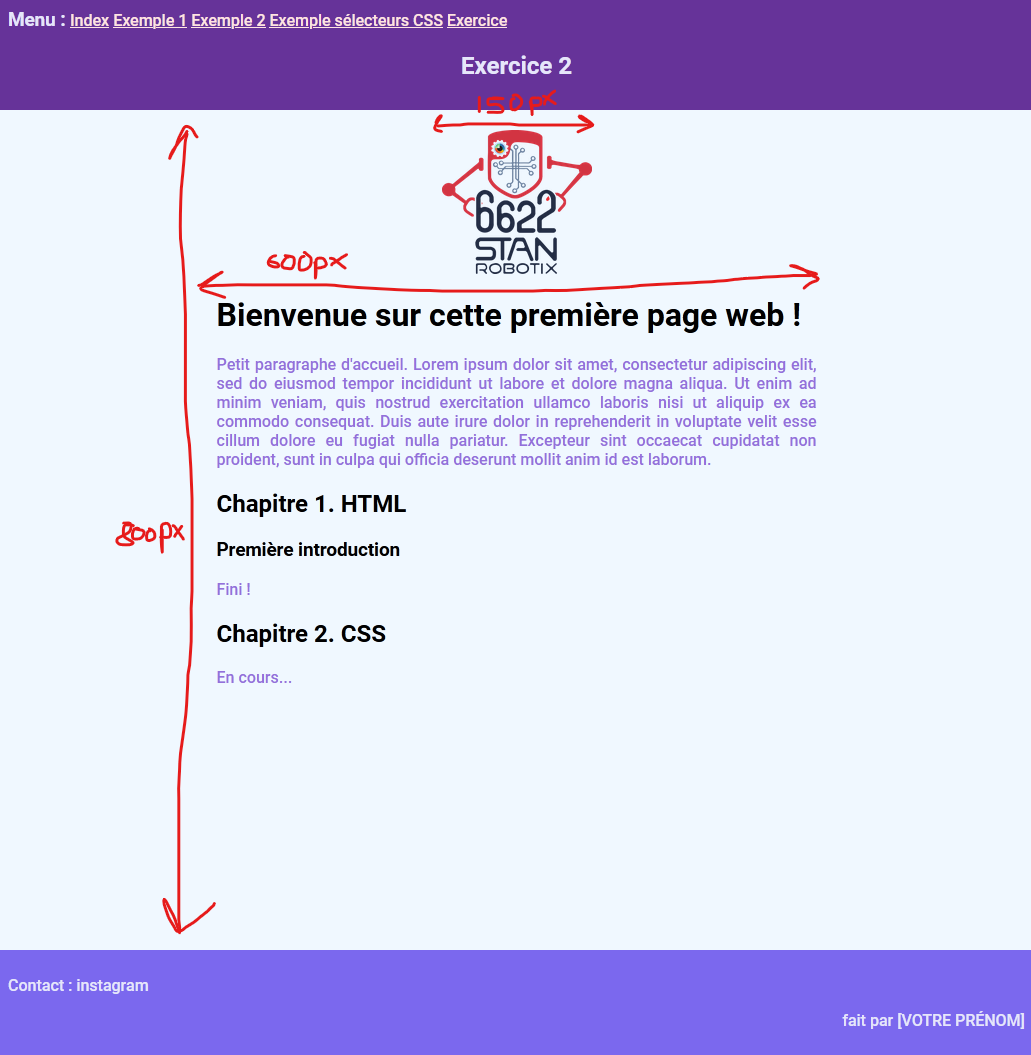 Menu : Index Exemple 1 Exemple 2 Exemple sélecteurs CSS Exercice
Exercice 2
150px
6622
STAN
ROBOTIX
600px
Bienvenue sur cette première page web !
Petit paragraphe d'accueil. Lorem ipsum dolor sit amet, consectetur adipiscing elit,
sed do eiusmod tempor incididunt ut labore et dolore magna aliqua. Ut enim ad
minim veniam, quis nostrud exercitation ullamco laboris nisi ut aliquip ex ea
commodo consequat. Duis aute irure dolor in reprehenderit in voluptate velit esse
cillum dolore eu fugiat nulla pariatur. Excepteur sint occaecat cupidatat non
proident, sunt in culpa qui officia deserunt mollit anim id est laborum.
Chapitre 1. HTML
800px
Première introduction
Fini !
Chapitre 2. CSS
En cours...
Contact : instagram
fait par [VOTRE PRÉNOM]